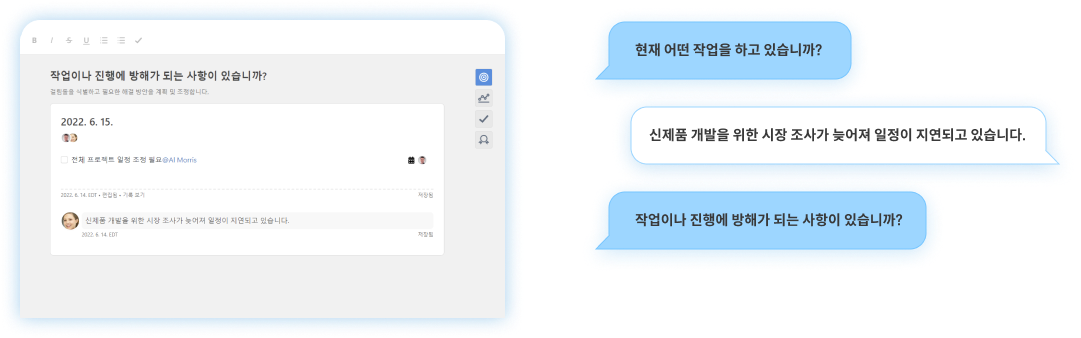 B I S U
작업이나 진행에 방해가 되는 사항이 있습니까?
걸림돌을 식별하고 필요한 해결 방안을 계획 및 조정합니다.
2022. 6. 15.
전체 프로젝트 일정 조정 필요@Al Morris
2022. 6. 14. EDT • 편집됨 • 기록 보기 저장됨
신제품 개발을 위한 시장 조사가 늦어져 일정이 지연되고 있습니다.
2022. 6. 14. EDT 저장됨
현재 어떤 작업을 하고 있습니까?
신제품 개발을 위한 시장 조사가 늦어져 일정이 지연되고 있습니다.
작업이나 진행에 방해가 되는 사항이 있습니까?